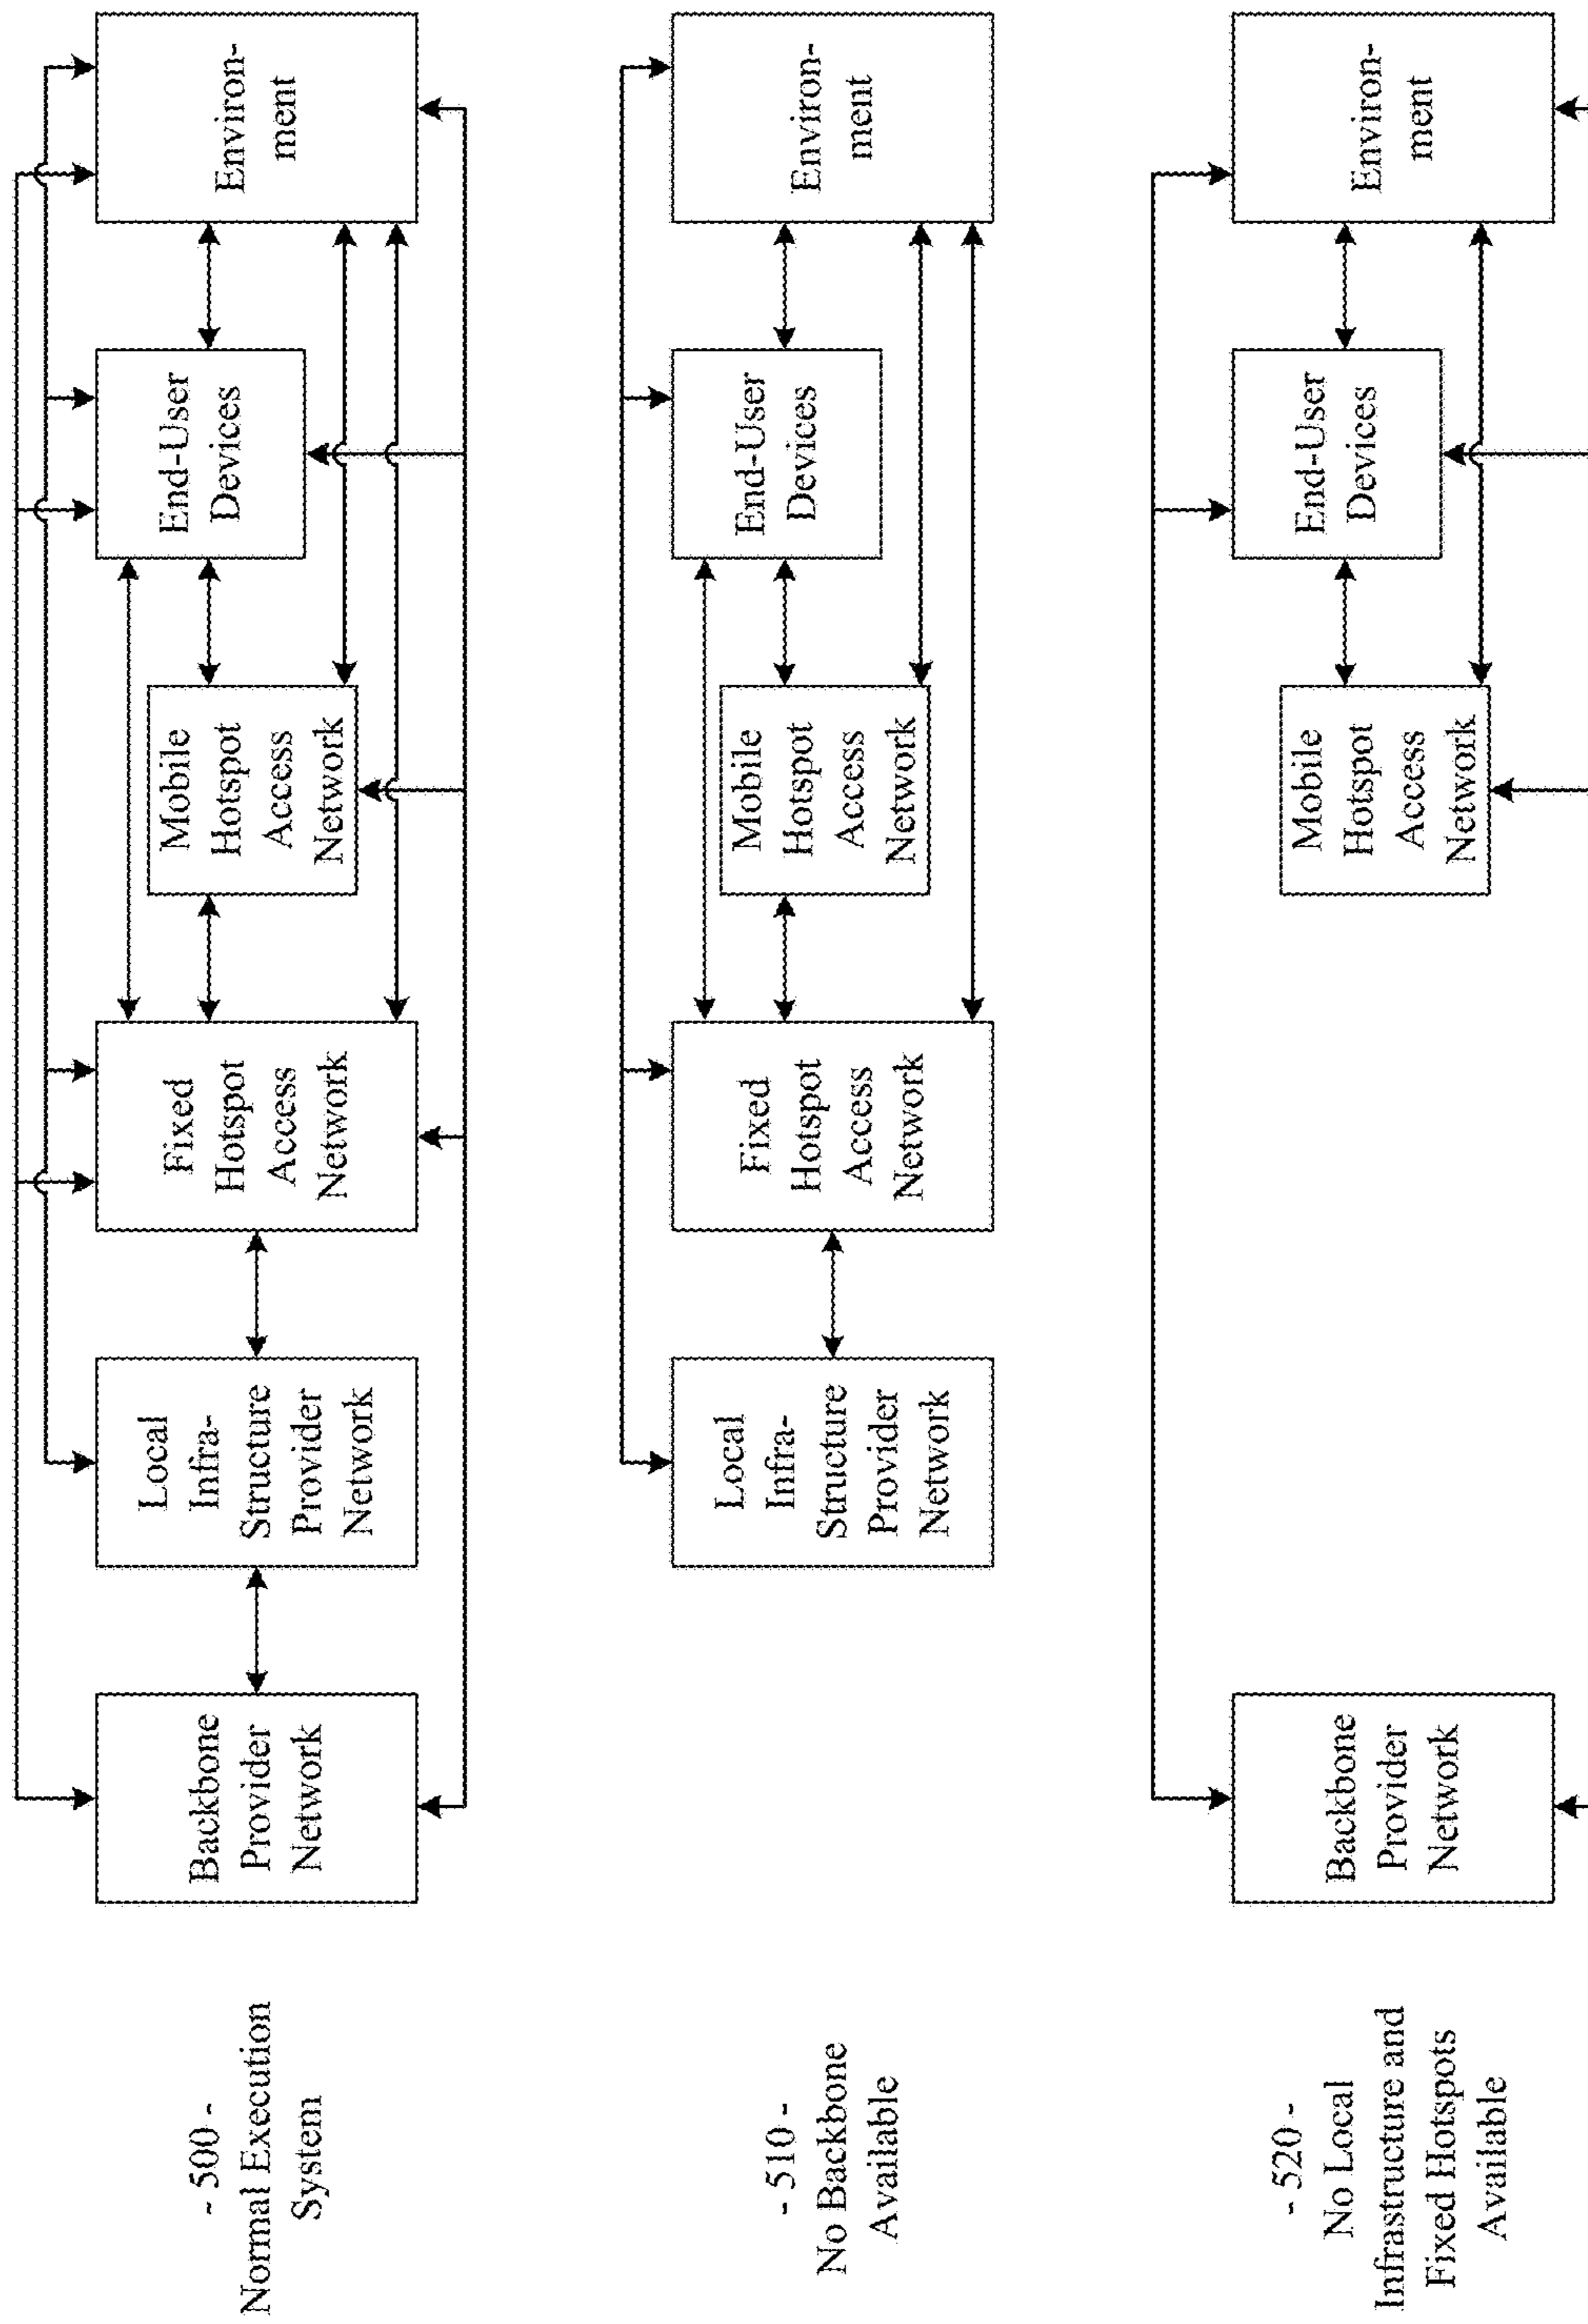 - 500 -
Normal Execution
System
Backbone
Provider
Network
Local
Infra-
Structure
Provider
Network
Fixed
Hotspot
Access
Network
Mobile
Hotspot
Access
Network
End-User
Devices
Environ-
ment
- 510 -
No Backbone
Available
Local
Infra-
Structure
Provider
Network
Fixed
Hotspot
Access
Network
Mobile
Hotspot
Access
Network
End-User
Devices
Environ-
ment
- 520 -
No Local
Infrastructure and
Fixed Hotspots
Available
Backbone
Provider
Network
Mobile
Hotspot
Access
Network
End-User
Devices
Environ-
ment